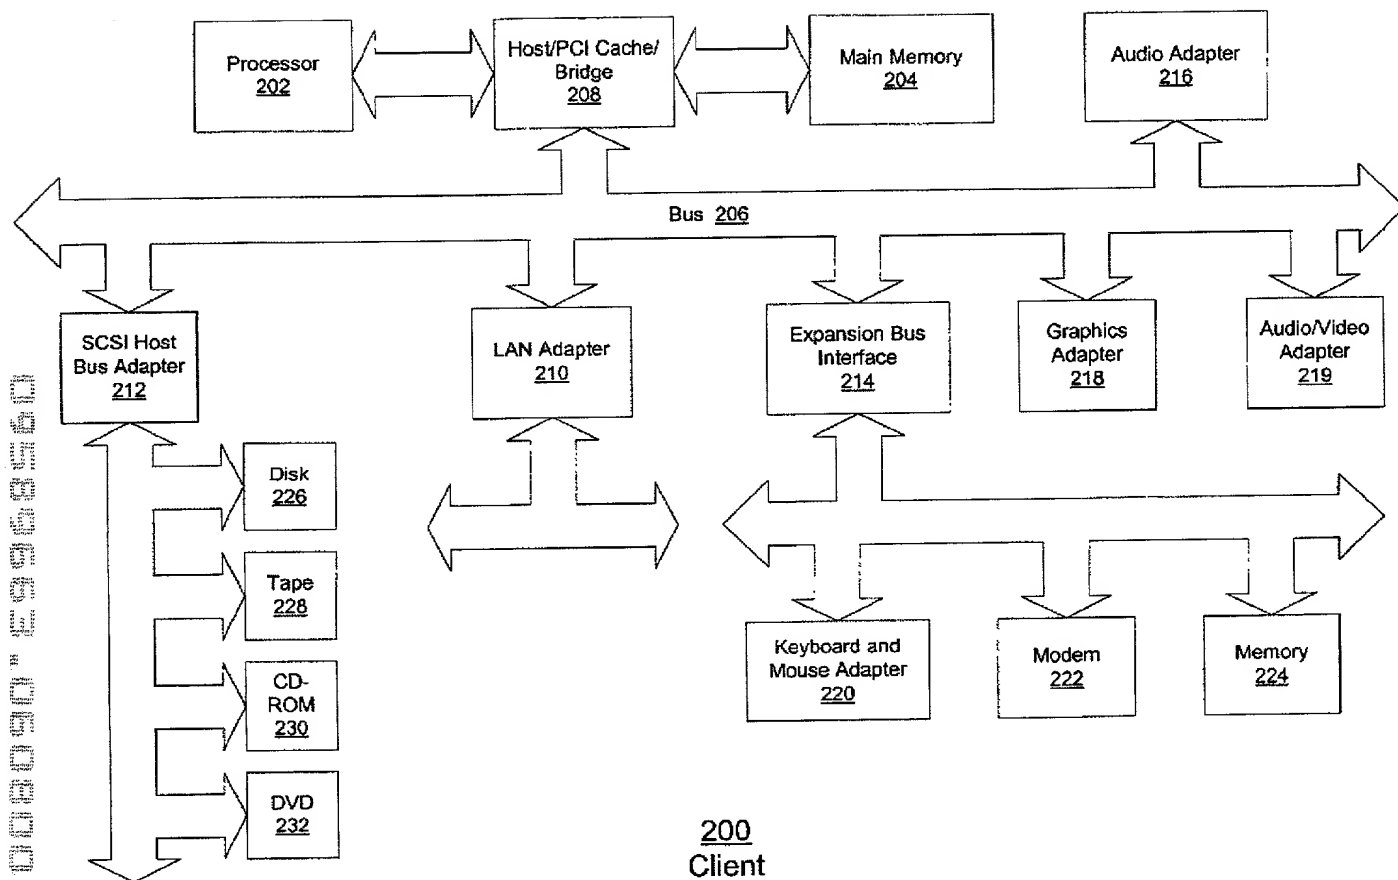 Processor
202
Host/PCI Cache/
Bridge
208
Main Memory
204
Audio Adapter
216
Bus 206
SCSI Host
Bus Adapter
212
LAN Adapter
210
Expansion Bus
Interface
214
Graphics
Adapter
218
Audio/Video
Adapter
219
Disk
226
Tape
228
CD-
ROM
230
DVD
232
Keyboard and
Mouse Adapter
220
Modem
222
Memory
224
200
Client